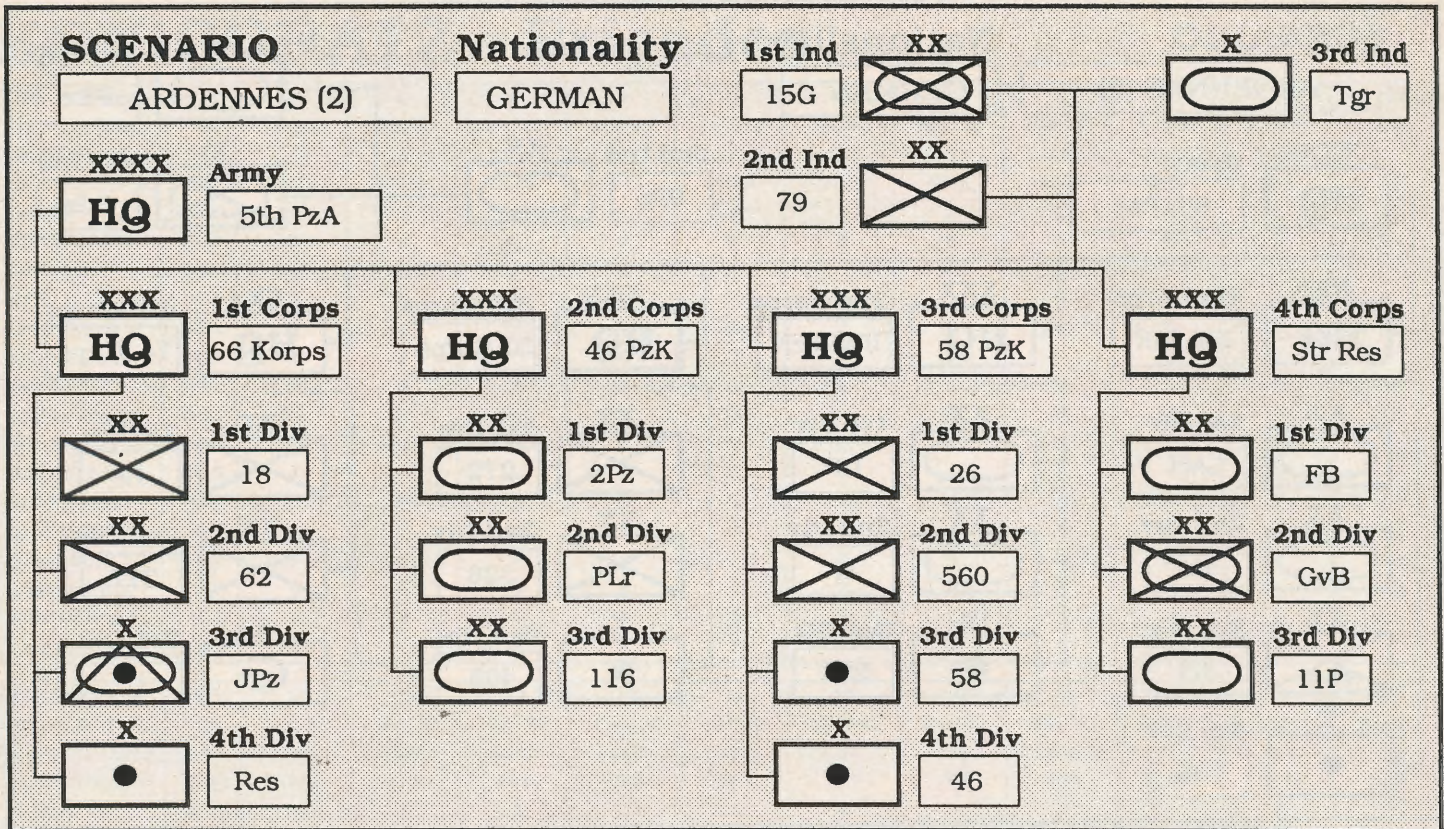 SCENARIO
ARDENNES (2)
Nationality
GERMAN
1st Ind
15G
XX
X
3rd Ind
Tgr
2nd Ind
79
XX
XXXX
HQ
Army
5th PzA
XXX
HQ
1st Corps
66 Korps
XX
1st Div
18
XX
2nd Div
62
X
3rd Div
JPz
X
4th Div
Res
XXX
HQ
2nd Corps
46 PzK
XX
1st Div
2Pz
XX
2nd Div
PLr
XX
3rd Div
116
XXX
HQ
3rd Corps
58 PzK
XX
1st Div
26
XX
2nd Div
560
X
3rd Div
58
X
4th Div
46
XXX
HQ
4th Corps
Str Res
XX
1st Div
FB
XX
2nd Div
GvB
XX
3rd Div
11P